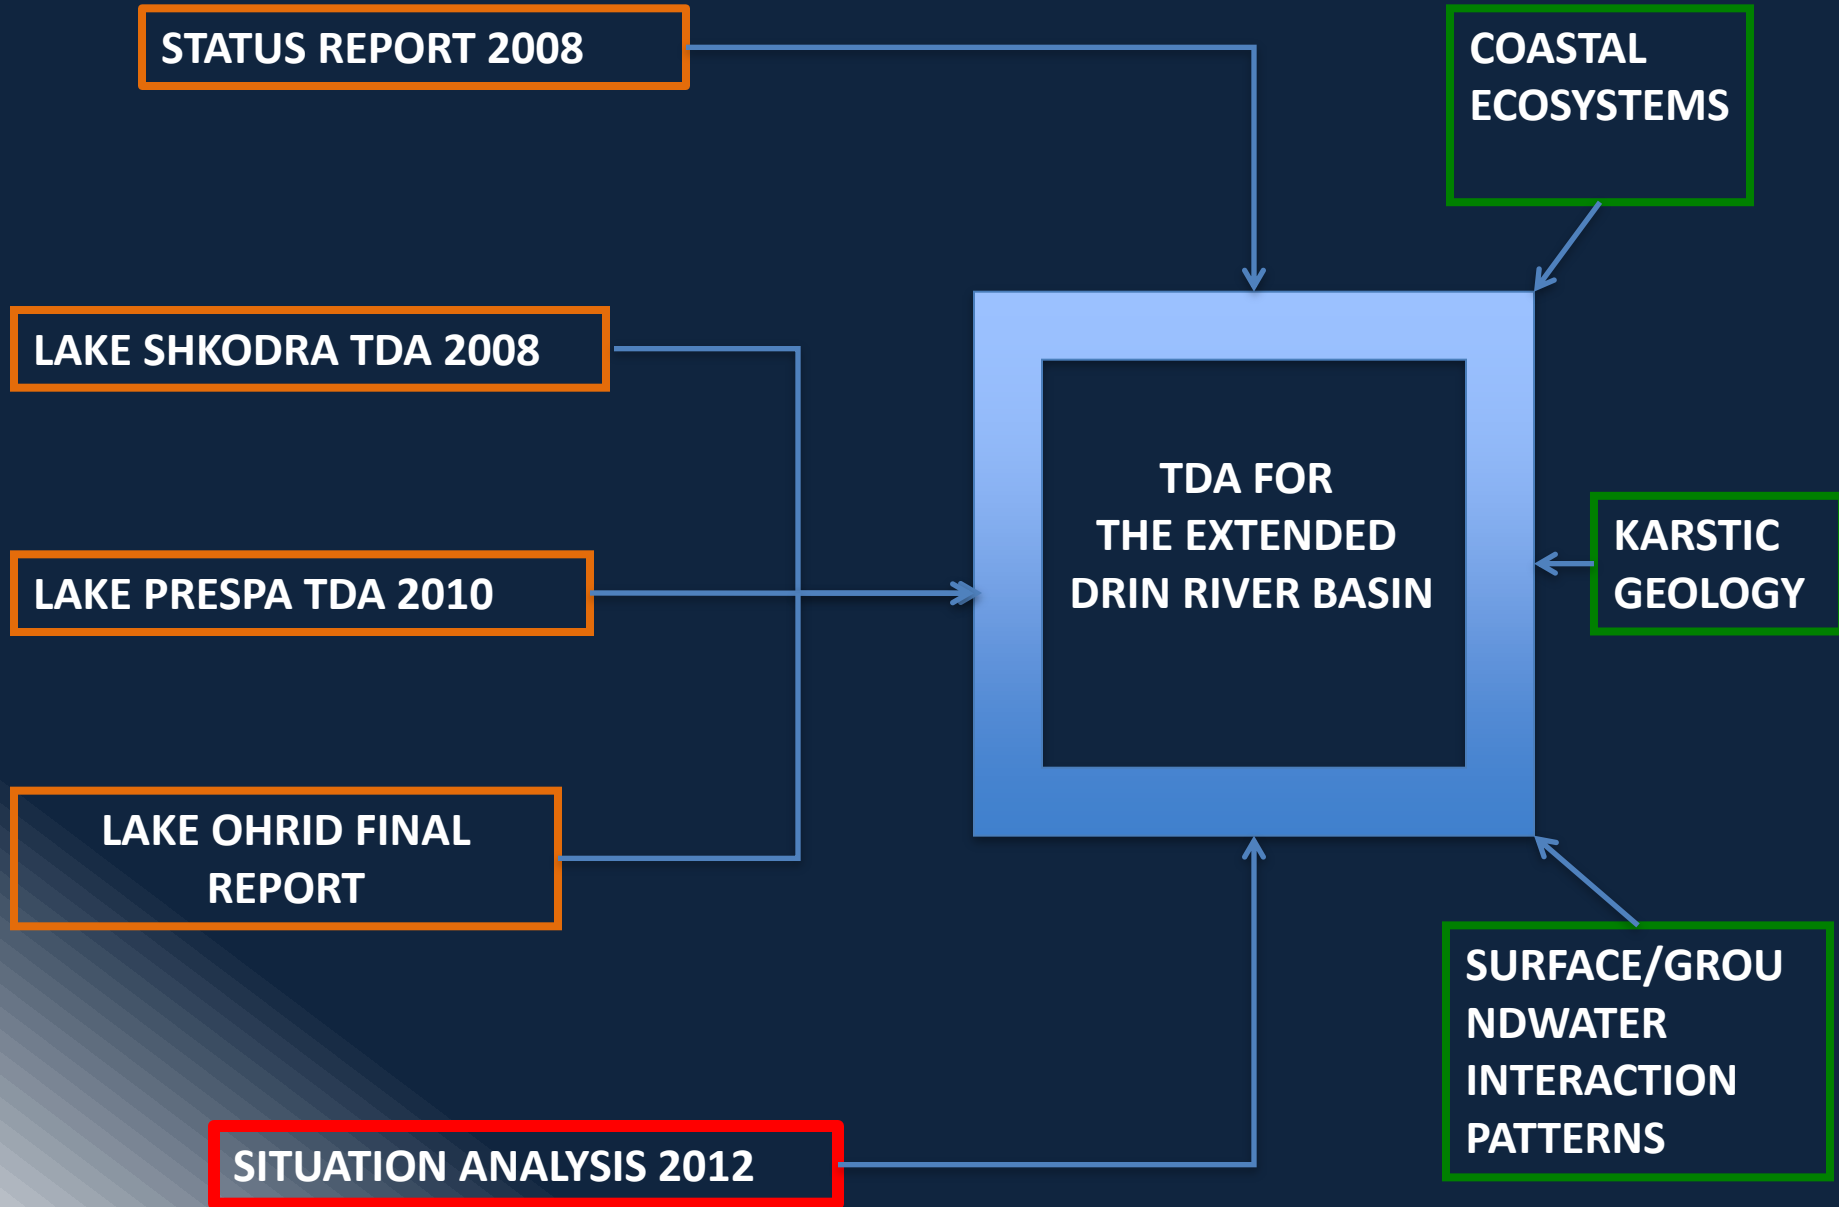 STATUS REPORT 2008
COASTAL
ECOSYSTEMS
LAKE SHKODRA TDA 2008
TDA FOR
THE EXTENDED
DRIN RIVER BASIN
KARSTIC
GEOLOGY
LAKE PRESPA TDA 2010
LAKE OHRID FINAL
REPORT
SURFACE/GROU
NDWATER
INTERACTION
PATTERNS
SITUATION ANALYSIS 2012